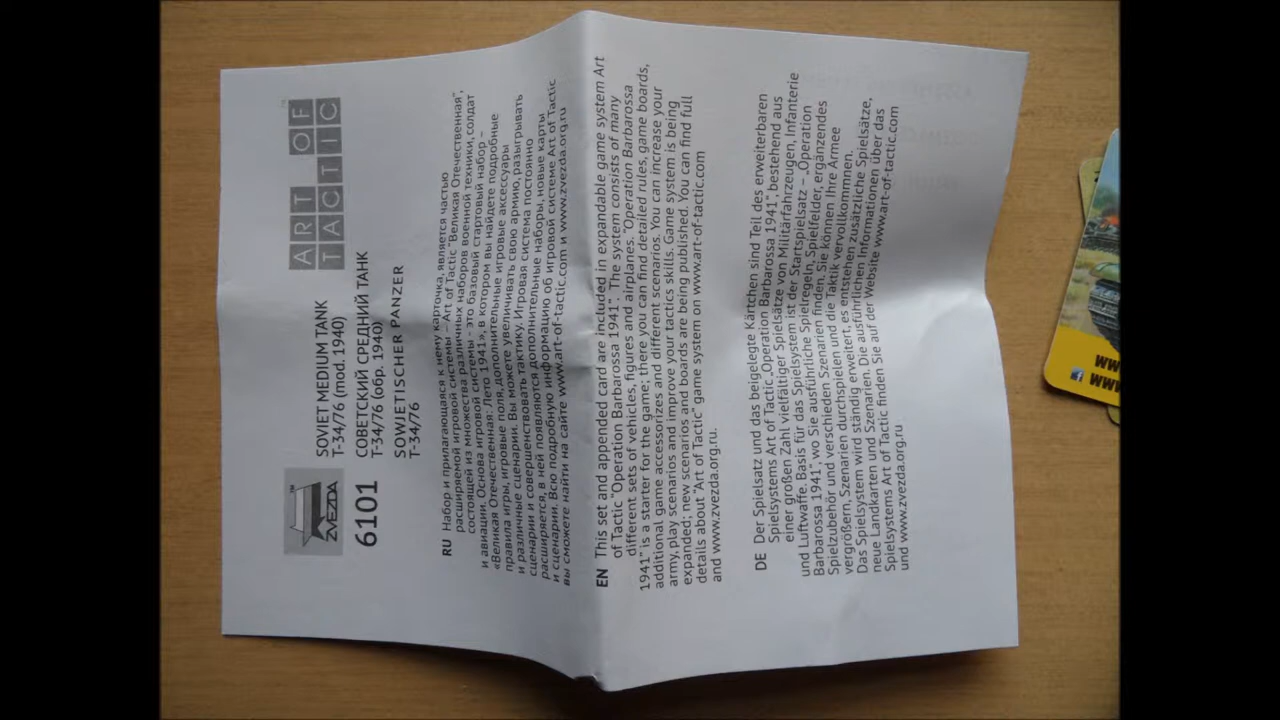 ZVEZDA
6101
SOVIET MEDIUM TANK
T-34/76 (mod. 1940)
СОВЕТСКИЙ СРЕДНИЙ ТАНК
T-34/76 (обр. 1940)
SOWIETISCHER PANZER
T-34/76
ART OF
TACTIC
RU Набор и прилагающаяся к нему карточка, является частью
расширяемой игровой системы – Art of Tactic "Великая Отечественная",
состоящей из множества различных наборов военной техники, солдат
и авиации. Основа игровой системы - это базовый стартовый набор –
«Великая Отечественная: Лето 1941», в котором вы найдете подробные
правила игры, игровые поля, дополнительные игровые аксессуары
и различные сценарии. Вы можете увеличивать свою армию, разыгрывать
сценарии и совершенствовать тактику. Игровая система постоянно
расширяется, в ней появляются дополнительные наборы, новые карты
и сценарии. Всю подробную информацию об игровой системе Art of Tactic
вы сможете найти на сайте www.art-of-tactic.com и www.zvezda.org.ru
EN This set and appended card are included in expandable game system Art
of Tactic "Operation Barbarossa 1941". The system consists of many
different sets of vehicles, figures and airplanes. "Operation Barbarossa
1941" is a starter for the game; there you can find detailed rules, game boards,
additional game accessorizes and different scenarios. You can increase your
army, play scenarios and improve your tactics skills. Game system is being
expanded; new scenarios and boards are being published. You can find full
details about "Art of Tactic" game system on www.art-of-tactic.com
and www.zvezda.org.ru.
DE Der Spielsatz und das beigelegte Kärtchen sind Teil des erweiterbaren
Spielsystems Art of Tactic „Operation Barbarossa 1941", bestehend aus
einer großen Zahl vielfältiger Spielsätze von Militärfahrzeugen, Infanterie
und Luftwaffe. Basis für das Spielsystem ist der Startspielsatz – „Operation
Barbarossa 1941", wo Sie ausführliche Spielregeln, Spielfelder, ergänzendes
Spielzubehör und verschieden Szenarien finden. Sie können Ihre Armee
vergrößern, Szenarien durchspielen und die Taktik vervollkommnen.
Das Spielsystem wird ständig erweitert, es entstehen zusätzliche Spielsätze,
neue Landkarten und Szenarien. Die ausführlichen Informationen über das
Spielsystems Art of Tactic finden Sie auf der Website www.art-of-tactic.com
und www.zvezda.org.ru